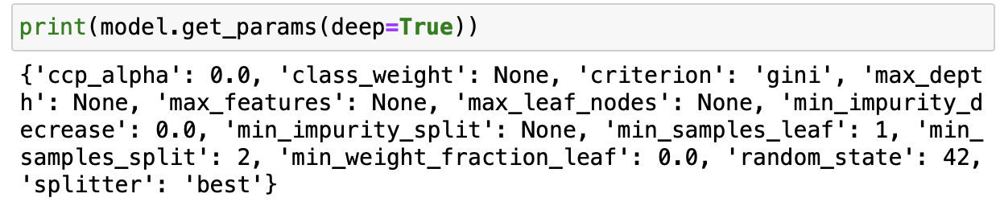 print(model.get_params(deep=True))
{'ccp_alpha': 0.0, 'class_weight': None, 'criterion': 'gini', 'max_dept
h': None, 'max_features': None, 'max_leaf_nodes': None, 'min_impurity_d
ecrease': 0.0, 'min_impurity_split': None, 'min_samples_leaf': 1, 'min_
samples_split': 2, 'min_weight_fraction_leaf': 0.0, 'random_state': 42,
'splitter': 'best'}